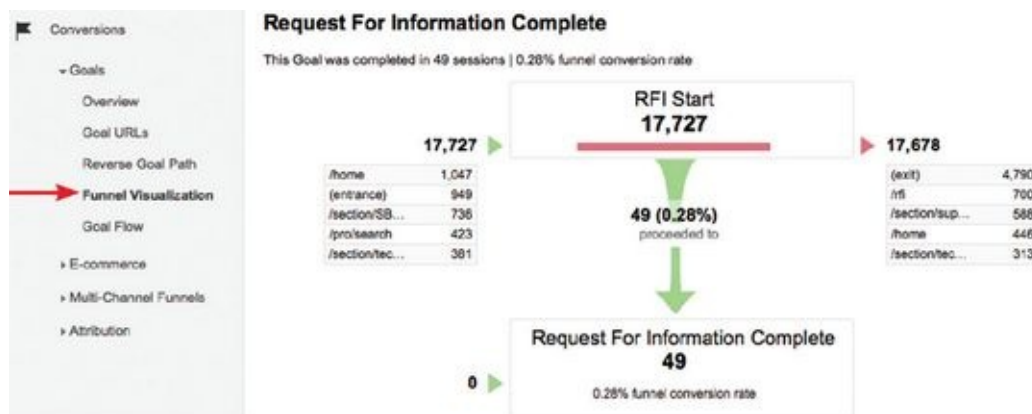 Conversions
Goals
Overview
Goal URLs
Reverse Goal Path
Funnel Visualization
Goal Flow
E-commerce
Multi-Channel Funnels
Attribution
Request For Information Complete
This Goal was completed in 49 sessions | 0.28% funnel conversion rate
RFI Start
17,727
17,727
/home 1,047
(entrance) 949
/section/SB... 736
/pro/search 423
/section/tec... 381
17,678
(exit) 4,790
/rfi 700
/section/sup... 588
/home 446
/section/tec... 313
49 (0.28%)
proceeded to
Request For Information Complete
49
0
0.28% funnel conversion rate